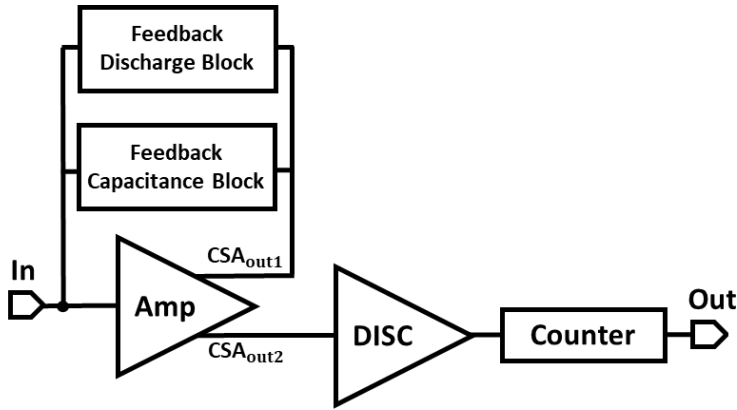 Feedback
Discharge Block
Feedback
Capacitance Block
CSAout1
In
Amp
CSAout2
DISC
Counter
Out